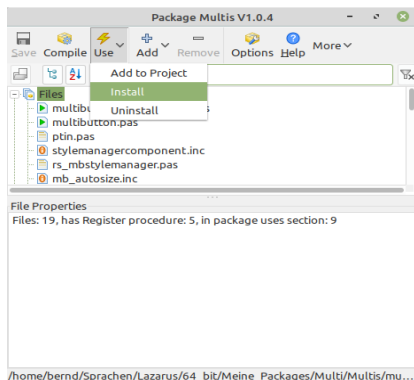 Package Multis V1.0.4
Save Compile Use Add Remove Options Help More
Add to Project
Install
Uninstall
Files
multibutton.pas
ptin.pas
stylemanagercomponent.inc
rs_mbstylemanager.pas
mb_autosize.inc
File Properties
Files: 19, has Register procedure: 5, in package uses section: 9
/home/bernd/Sprachen/Lazarus/64_bit/Meine_Packages/Multi/Multis/mu...